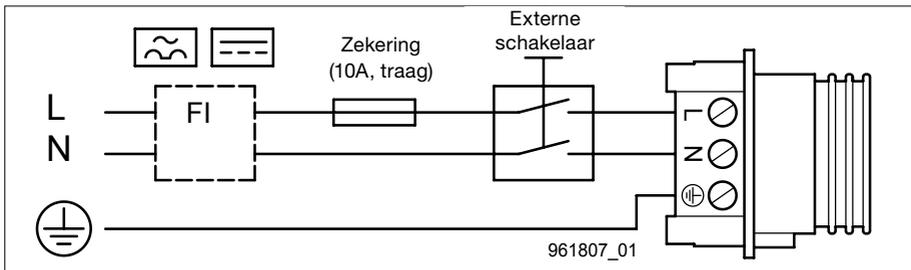 Externe
schakelaar
Zekering
(10A, traag)
L
FI
L
N
N
961807_01